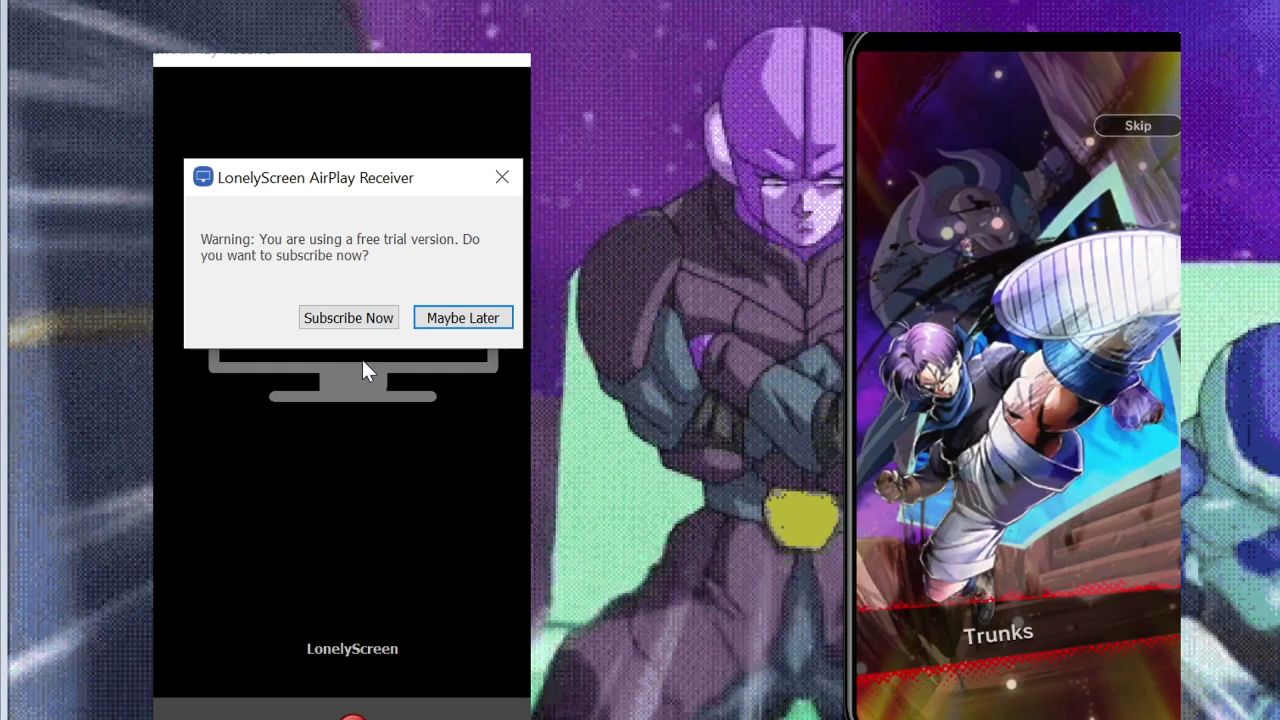 LonelyScreen AirPlay Receiver
Warning: You are using a free trial version. Do
you want to subscribe now?
Subscribe Now
Maybe Later
LonelyScreen
Skip
Trunks